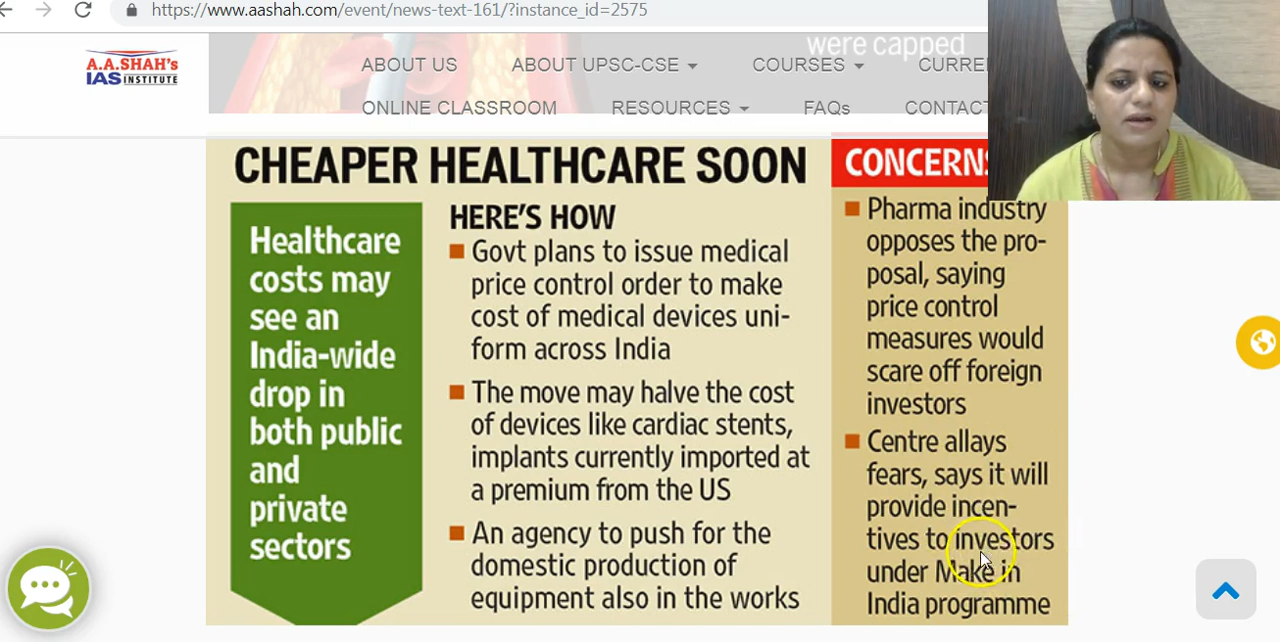 https://www.aashah.com/event/news-text-161/?instance_id=2575
were capped
A.A.SHAH's
IAS INSTITUTE
ABOUT US
ABOUT UPSC-CSE
COURSES
CURRE
ONLINE CLASSROOM
RESOURCES
FAQs
CONTACT
CHEAPER HEALTHCARE SOON
Healthcare
costs may
see an
India-wide
drop in
both public
and
private
sectors
HERE'S HOW
Govt plans to issue medical
price control order to make
cost of medical devices uni-
form across India
The move may halve the cost
of devices like cardiac stents,
implants currently imported at
a premium from the US
An agency to push for the
domestic production of
equipment also in the works
CONCERNS
Pharma industry
opposes the pro-
posal, saying
price control
measures would
scare off foreign
investors
Centre allays
fears, says it will
provide incen-
tives to investors
under Make in
India programme